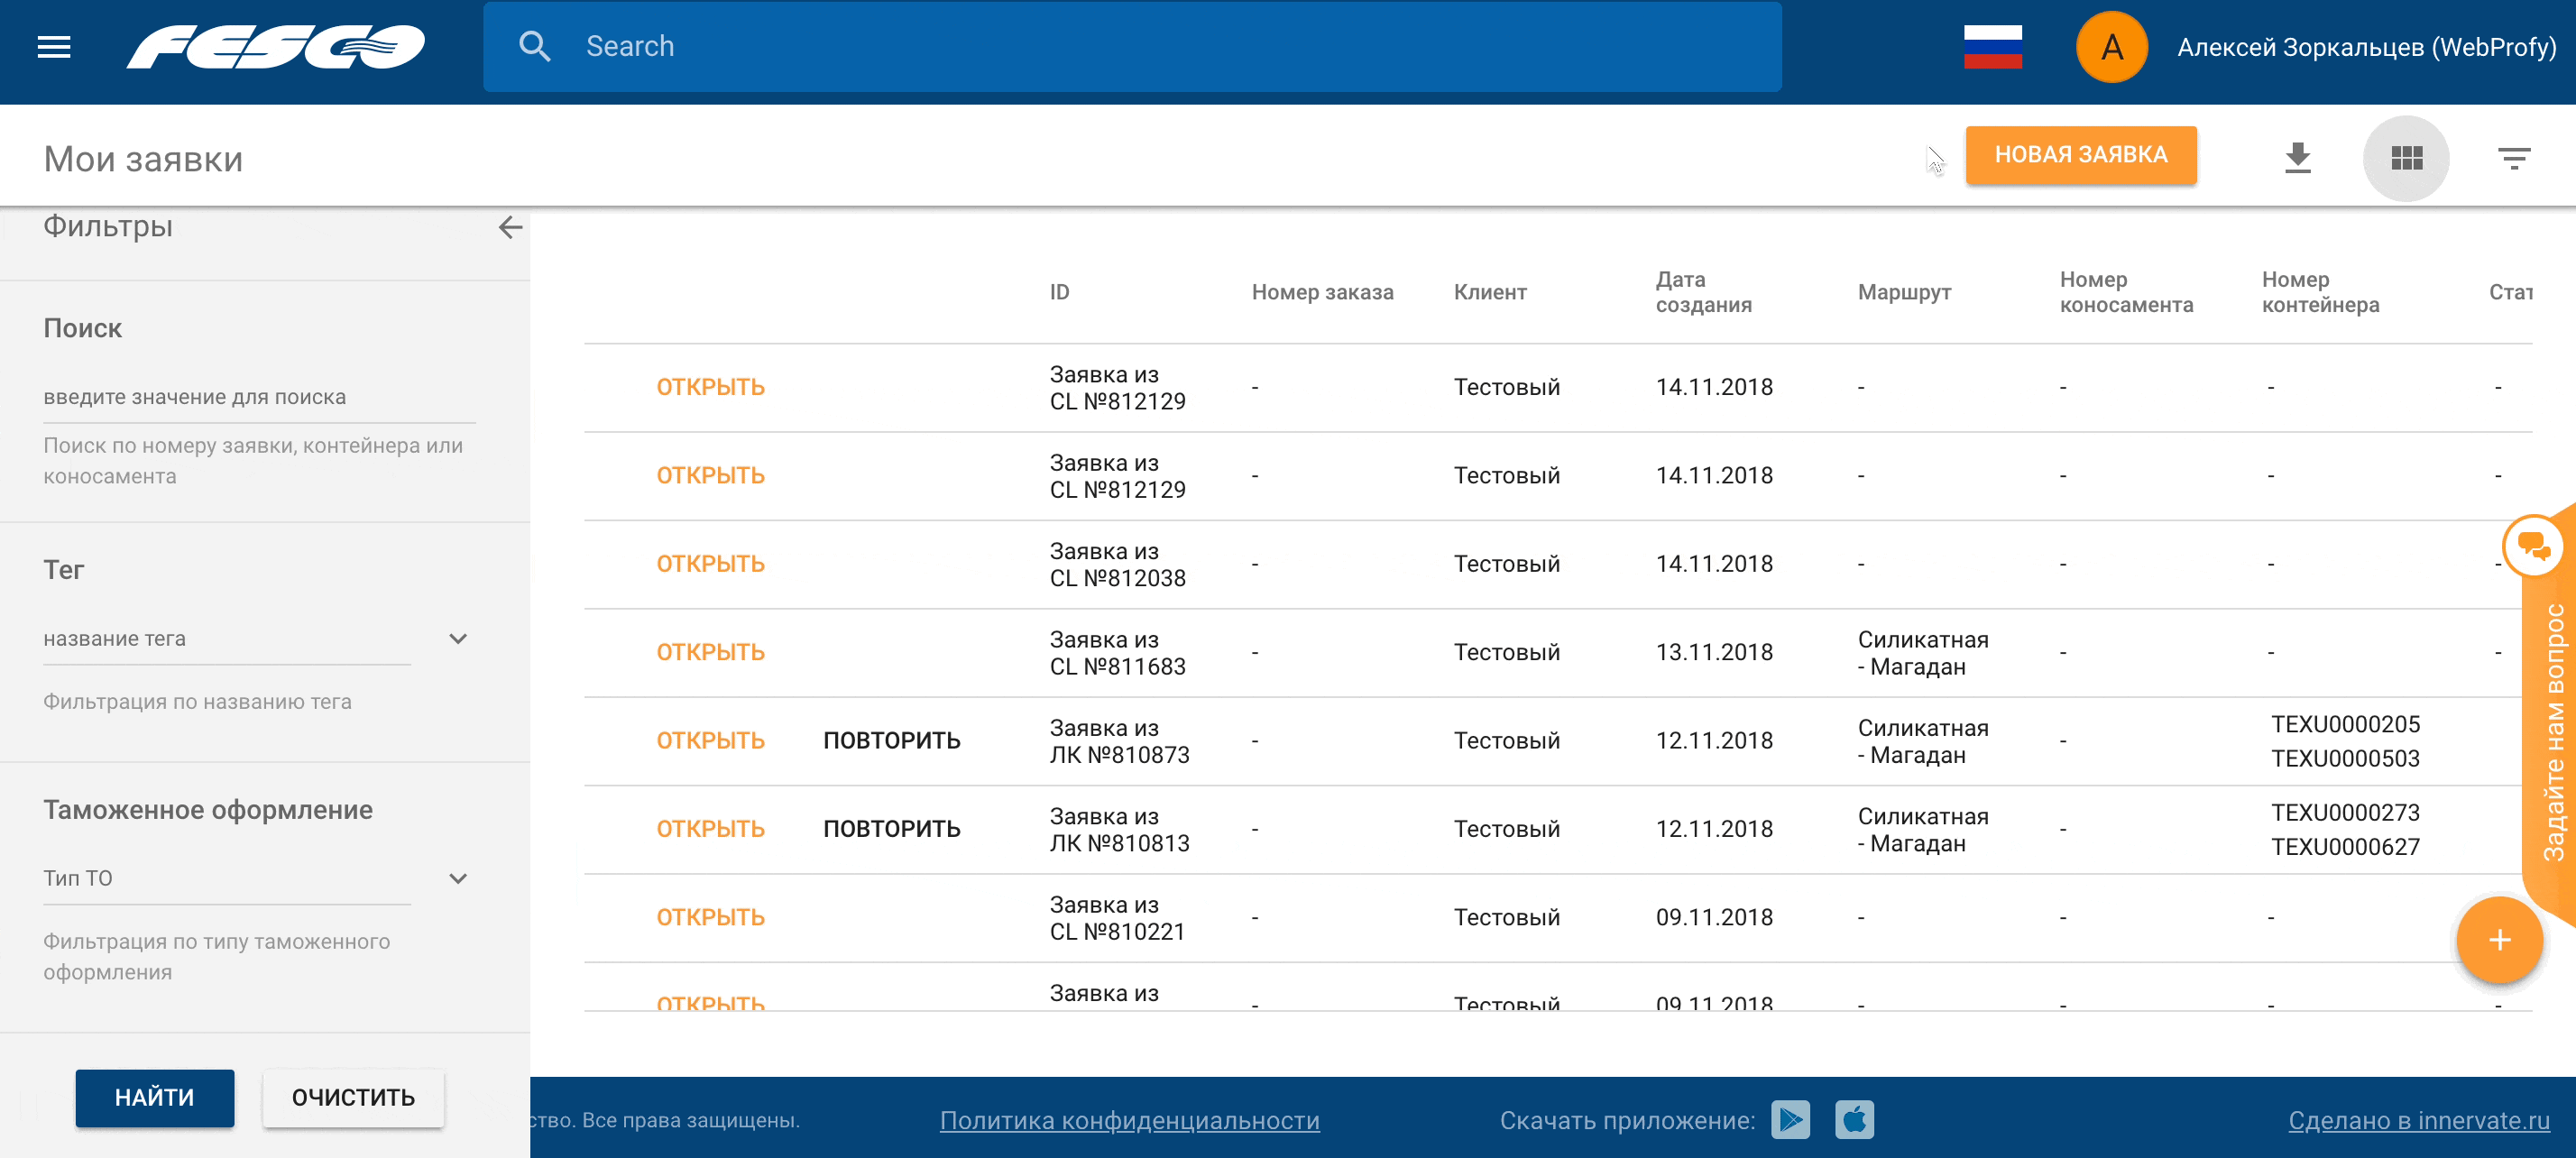 FESCO
Search
A
Алексей Зоркальцев (WebProfy)
Мои заявки
НОВАЯ ЗАЯВКА
Фильтры
Поиск
введите значение для поиска
Поиск по номеру заявки, контейнера или
коносамента
Тег
название тега
Фильтрация по названию тега
Таможенное оформление
Тип ТО
Фильтрация по типу таможенного
оформления
НАЙТИ
ОЧИСТИТЬ
ID
Номер заказа
Клиент
Дата
создания
Маршрут
Номер
коносамента
Номер
контейнера
Стат
ОТКРЫТЬ
Заявка из
CL №812129
-
Тестовый
14.11.2018
-
-
-
-
ОТКРЫТЬ
Заявка из
CL №812129
-
Тестовый
14.11.2018
-
-
-
-
ОТКРЫТЬ
Заявка из
CL №812038
-
Тестовый
14.11.2018
-
-
-
-
ОТКРЫТЬ
Заявка из
CL №811683
-
Тестовый
13.11.2018
Силикатная
- Магадан
-
-
-
ОТКРЫТЬ
ПОВТОРИТЬ
Заявка из
ЛК №810873
-
Тестовый
12.11.2018
Силикатная
- Магадан
-
TEXU0000205
TEXU0000503
ОТКРЫТЬ
ПОВТОРИТЬ
Заявка из
ЛК №810813
-
Тестовый
12.11.2018
Силикатная
- Магадан
-
TEXU0000273
TEXU0000627
ОТКРЫТЬ
Заявка из
CL №810221
-
Тестовый
09.11.2018
-
-
-
ОТКРЫТЬ
Заявка из
-
Тестовый
09.11.2018
-
-
-
-
Задайте нам вопрос
+
ство. Все права защищены.
Политика конфиденциальности
Скачать приложение:
Сделано в innervate.ru